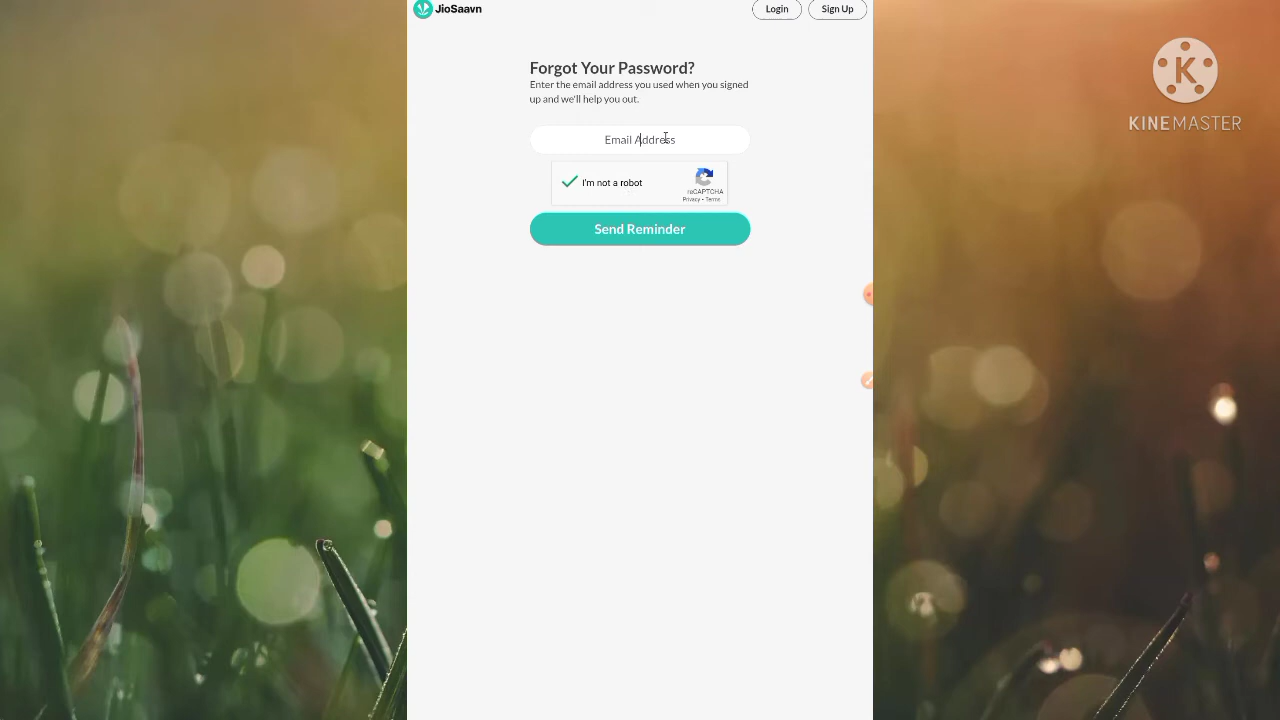 JioSaavn
Login
Sign Up
Forgot Your Password?
Enter the email address you used when you signed
up and we'll help you out.
Email Address
I'm not a robot
reCAPTCHA
Privacy - Terms
Send Reminder
K
KINEMASTER